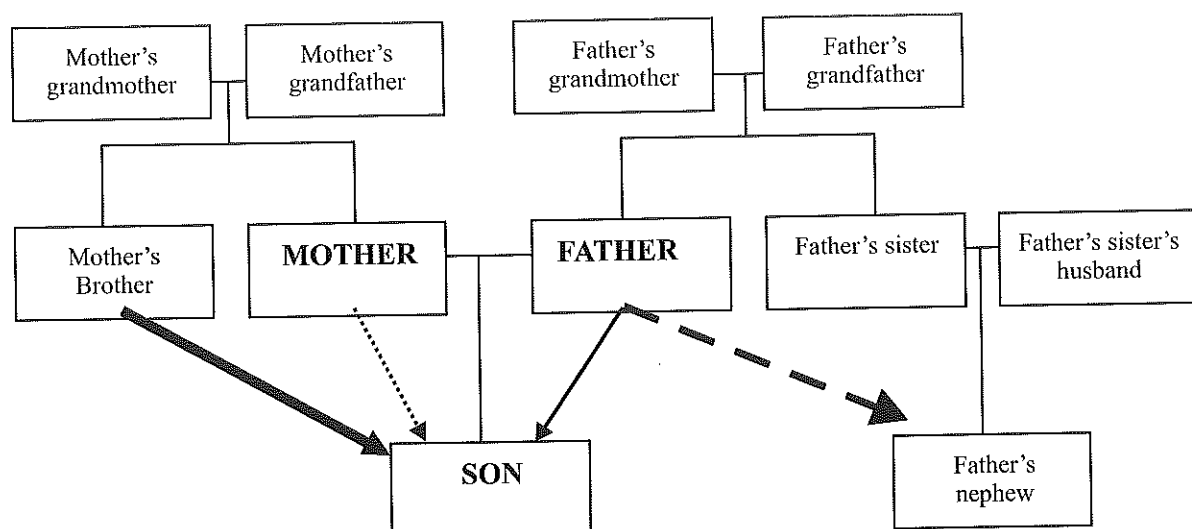 Mother's
grandmother
Mother's
grandfather
Father's
grandmother
Father's
grandfather
Mother's
Brother
MOTHER
FATHER
Father's sister
Father's sister's
husband
SON
Father's
nephew